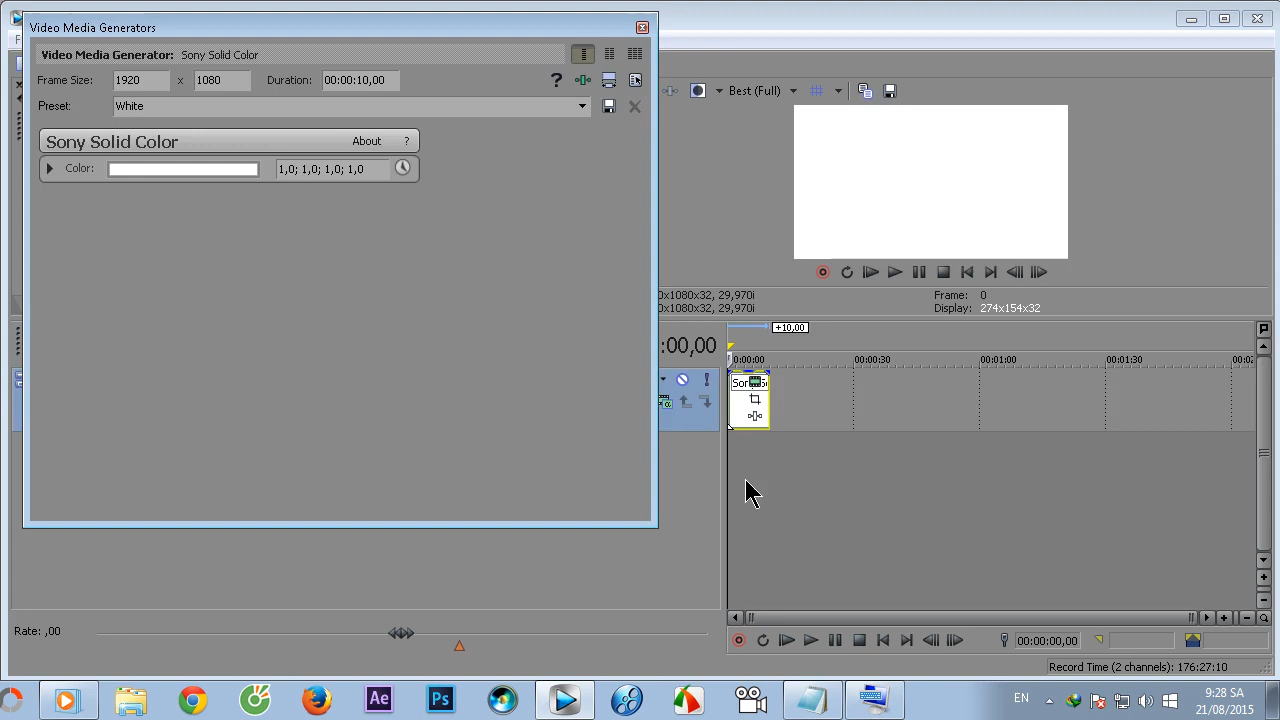 Video Media Generators
Video Media Generator: Sony Solid Color
Frame Size: 1920 x 1080 Duration: 00:00:10,00 ?
Preset: White
Sony Solid Color About ?
Color: 1,0; 1,0; 1,0; 1,0
Best (Full)
0x1080x32, 29,970i Frame: 0
0x1080x32, 29,970i Display: 274x154x32
+10,00
:00,00
0:00:00 00:00:30 00:01:00 00:01:30
Rate: ,00
00:00:00,00
Record Time (2 channels): 176:27:10
Ae Ps EN 9:28 SA
21/08/2015